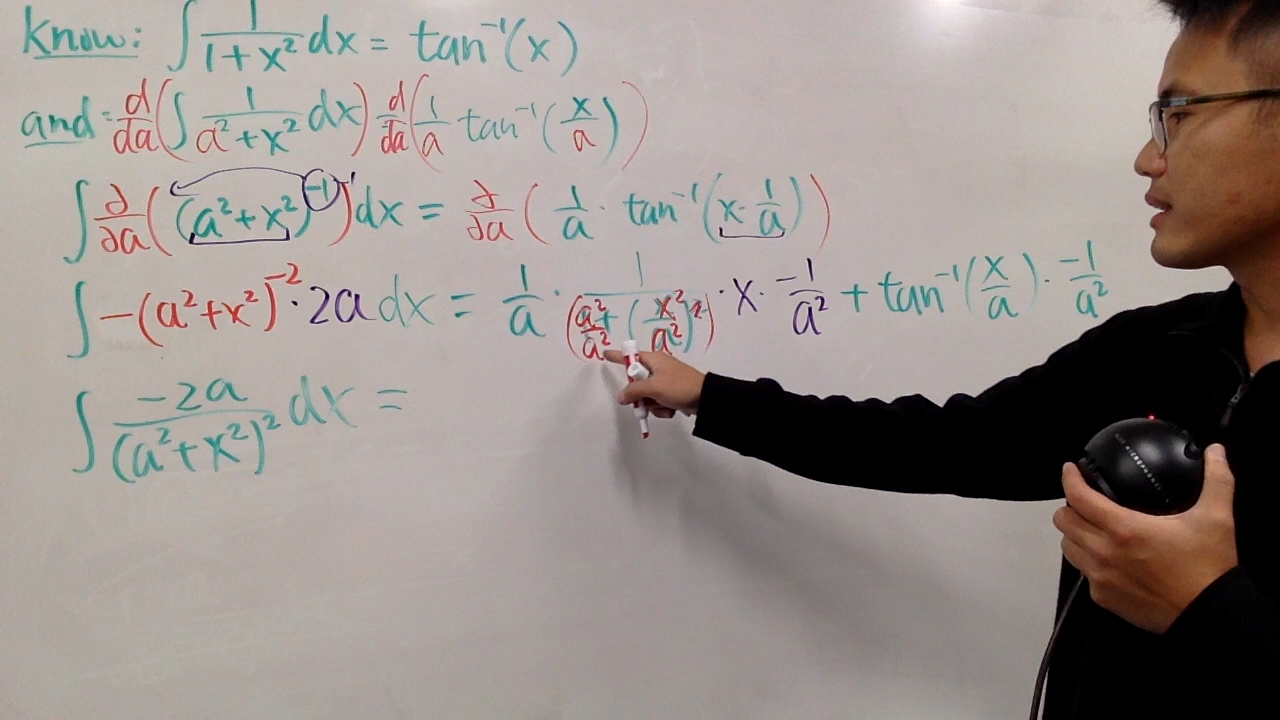 Know: ∫ 1/(1+x²) dx = tan⁻¹(x)
and = d/da (∫ 1/(a²+x²) dx) d/da (1/a tan⁻¹(x/a))
∫ ∂/∂a ((a²+x²)⁻¹)' dx = ∂/∂a (1/a · tan⁻¹(x · 1/a))
∫ -(a²+x²)⁻² · 2a dx = 1/a · 1/(a²/a² + (x²/a²)²) · x · -1/a² + tan⁻¹(x/a) · -1/a²
∫ -2a/(a²+x²)² dx =